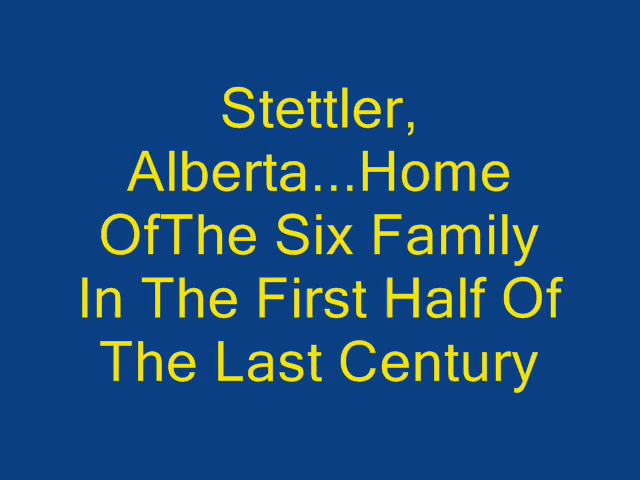 Stettler,
Alberta...Home
OfThe Six Family
In The First Half Of
The Last Century